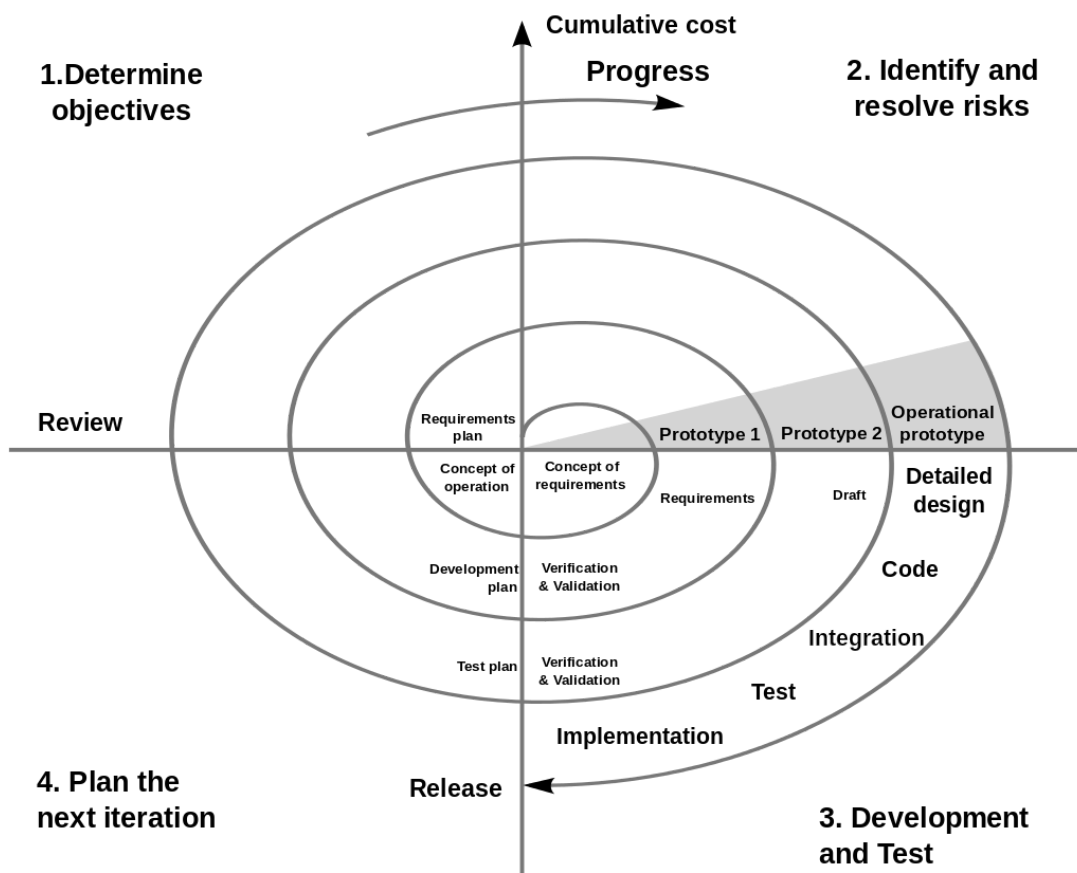 Cumulative cost
Progress
1.Determine
objectives
2. Identify and
resolve risks
Review
Requirements
plan
Prototype 1
Prototype 2
Operational
prototype
Concept of
operation
Concept of
requirements
Requirements
Draft
Detailed
design
Development
plan
Verification
& Validation
Code
Integration
Test plan
Verification
& Validation
Test
Implementation
Release
4. Plan the
next iteration
3. Development
and Test